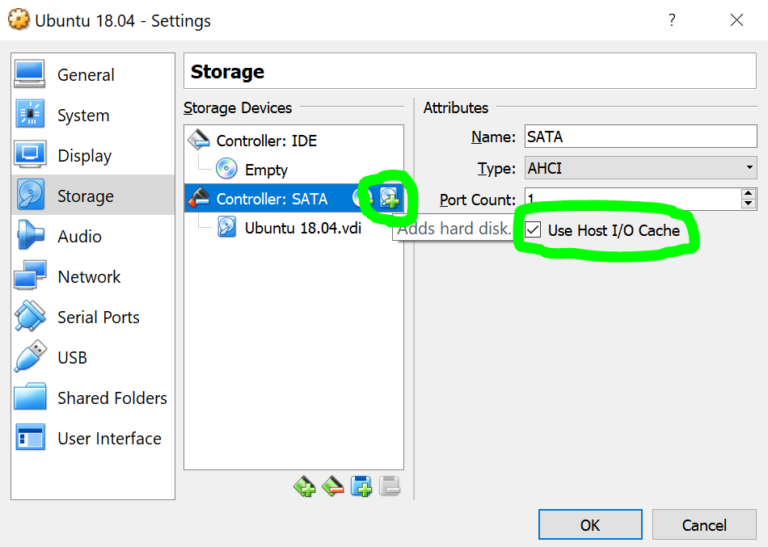 Ubuntu 18.04 - Settings
?
General
System
Display
Storage
Audio
Network
Serial Ports
USB
Shared Folders
User Interface
Storage
Storage Devices
Controller: IDE
Empty
Controller: SATA
Ubuntu 18.04.vdi
Adds hard disk.
Attributes
Name: SATA
Type: AHCI
Port Count: 1
Use Host I/O Cache
OK
Cancel